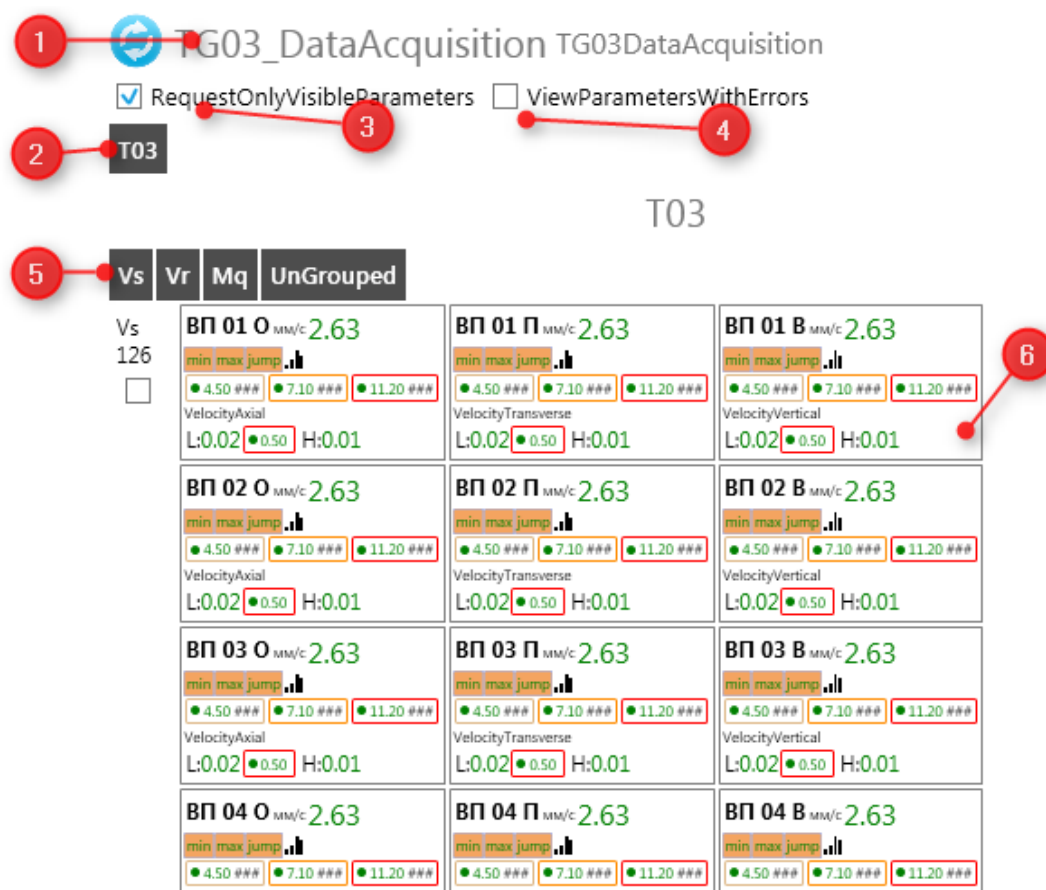 1 TG03_DataAcquisition TG03DataAcquisition
RequestOnlyVisibleParameters ViewParametersWithErrors
3 4
2 T03
T03
5 Vs Vr Mq UnGrouped
Vs
126
ВП 01 О мм/с 2.63 ВП 01 П мм/с 2.63 ВП 01 В мм/с 2.63
6
min max jump min max jump min max jump
4.50 ### 7.10 ### 11.20 ### 4.50 ### 7.10 ### 11.20 ### 4.50 ### 7.10 ### 11.20 ###
VelocityAxial VelocityTransverse VelocityVertical
L:0.02 0.50 H:0.01 L:0.02 0.50 H:0.01 L:0.02 0.50 H:0.01
ВП 02 О мм/с 2.63 ВП 02 П мм/с 2.63 ВП 02 В мм/с 2.63
min max jump min max jump min max jump
4.50 ### 7.10 ### 11.20 ### 4.50 ### 7.10 ### 11.20 ### 4.50 ### 7.10 ### 11.20 ###
VelocityAxial VelocityTransverse VelocityVertical
L:0.02 0.50 H:0.01 L:0.02 0.50 H:0.01 L:0.02 0.50 H:0.01
ВП 03 О мм/с 2.63 ВП 03 П мм/с 2.63 ВП 03 В мм/с 2.63
min max jump min max jump min max jump
4.50 ### 7.10 ### 11.20 ### 4.50 ### 7.10 ### 11.20 ### 4.50 ### 7.10 ### 11.20 ###
VelocityAxial VelocityTransverse VelocityVertical
L:0.02 0.50 H:0.01 L:0.02 0.50 H:0.01 L:0.02 0.50 H:0.01
ВП 04 О мм/с 2.63 ВП 04 П мм/с 2.63 ВП 04 В мм/с 2.63
min max jump min max jump min max jump
4.50 ### 7.10 ### 11.20 ### 4.50 ### 7.10 ### 11.20 ### 4.50 ### 7.10 ### 11.20 ###